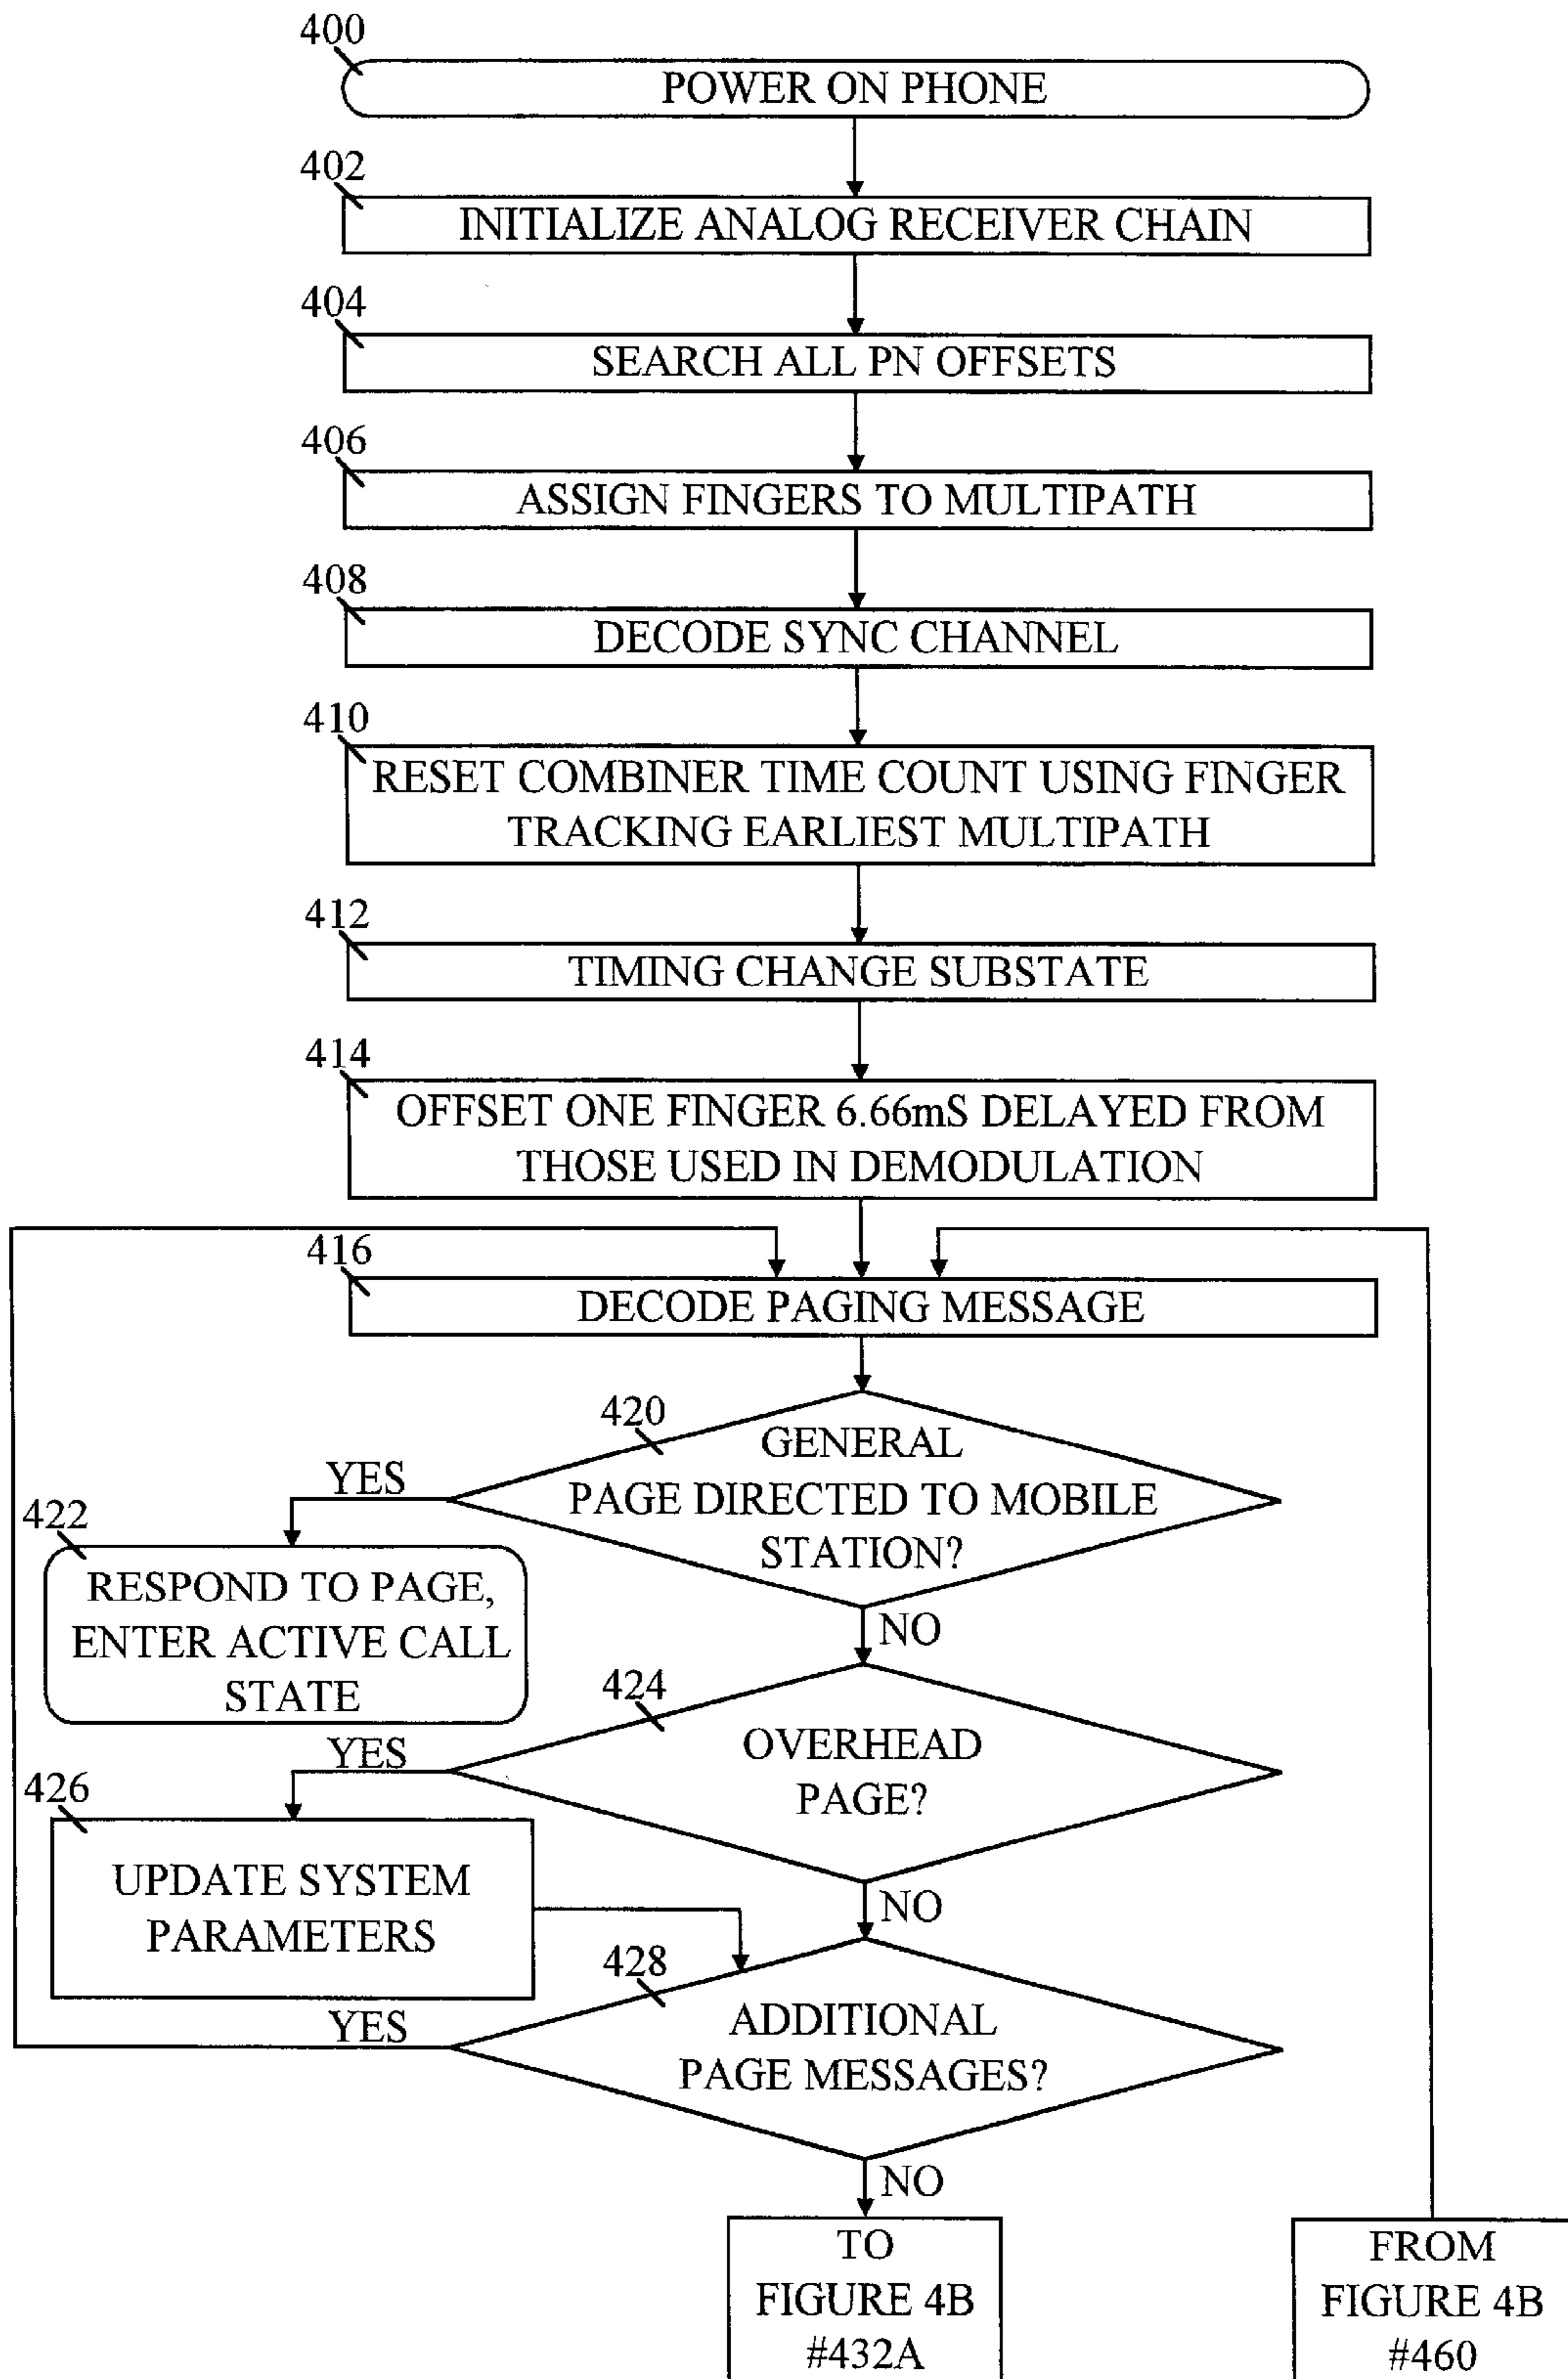 400
POWER ON PHONE
402
INITIALIZE ANALOG RECEIVER CHAIN
404
SEARCH ALL PN OFFSETS
406
ASSIGN FINGERS TO MULTIPATH
408
DECODE SYNC CHANNEL
410
RESET COMBINER TIME COUNT USING FINGER
TRACKING EARLIEST MULTIPATH
412
TIMING CHANGE SUBSTATE
414
OFFSET ONE FINGER 6.66mS DELAYED FROM
THOSE USED IN DEMODULATION
416
DECODE PAGING MESSAGE
420
GENERAL
PAGE DIRECTED TO MOBILE
STATION?
YES
422
RESPOND TO PAGE,
ENTER ACTIVE CALL
STATE
NO
424
OVERHEAD
PAGE?
YES
426
UPDATE SYSTEM
PARAMETERS
NO
428
ADDITIONAL
PAGE MESSAGES?
YES
NO
TO
FIGURE 4B
#432A
FROM
FIGURE 4B
#460